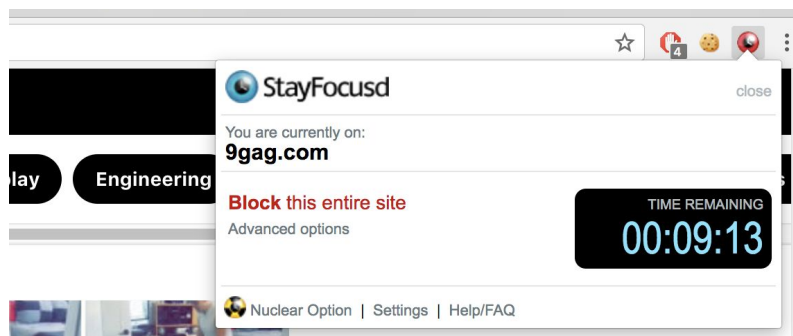 4
StayFocusd
close
You are currently on:
9gag.com
lay
Engineering
s
Block this entire site
Advanced options
TIME REMAINING
00:09:13
Nuclear Option | Settings | Help/FAQ